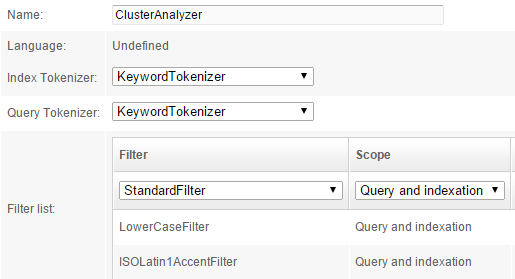 Name: ClusterAnalyzer
Language: Undefined
Index Tokenizer: KeywordTokenizer
Query Tokenizer: KeywordTokenizer
Filter list:
Filter Scope
StandardFilter Query and indexation
LowerCaseFilter Query and indexation
ISOLatin1AccentFilter Query and indexation